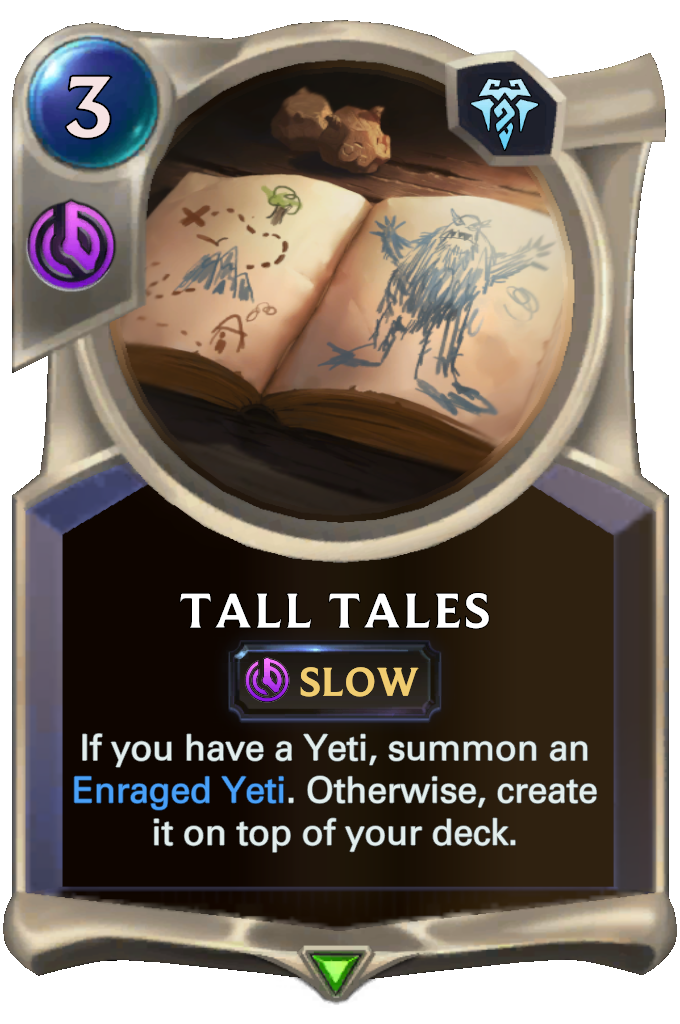 3
TALL TALES
SLOW
If you have a Yeti, summon an
Enraged Yeti. Otherwise, create
it on top of your deck.